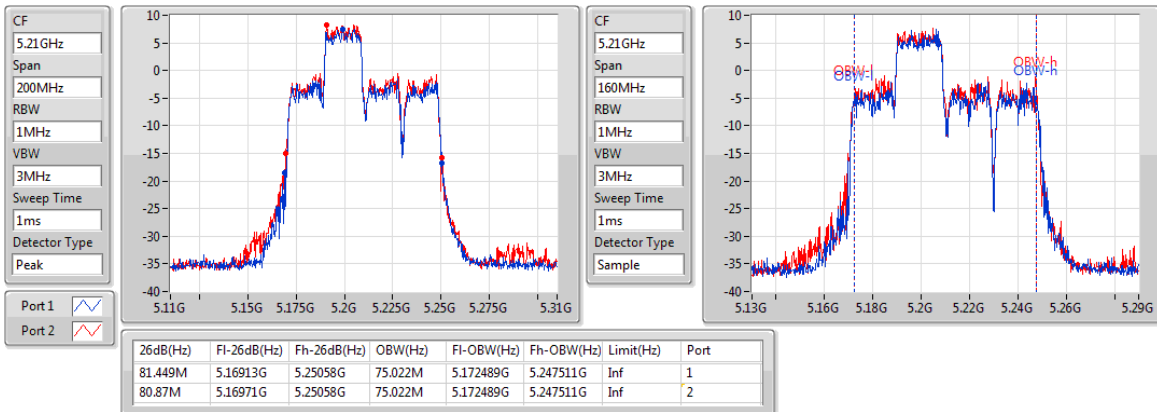 CF
5.21GHz
Span
200MHz
RBW
1MHz
VBW
3MHz
Sweep Time
1ms
Detector Type
Peak
Port 1
Port 2
10
5
0
-5
-10
-15
-20
-25
-30
-35
-40
5.11G 5.15G 5.175G 5.2G 5.225G 5.25G 5.275G 5.31G
CF
5.21GHz
Span
160MHz
RBW
1MHz
VBW
3MHz
Sweep Time
1ms
Detector Type
Sample
10
5
0
-5
-10
-15
-20
-25
-30
-35
-40
OBW-l
OBW-l
OBW-h
OBW-h
5.13G 5.16G 5.18G 5.2G 5.22G 5.24G 5.26G 5.29G
26dB(Hz) Fl-26dB(Hz) Fh-26dB(Hz) OBW(Hz) Fl-OBW(Hz) Fh-OBW(Hz) Limit(Hz) Port
81.449M 5.16913G 5.25058G 75.022M 5.172489G 5.247511G Inf 1
80.87M 5.16971G 5.25058G 75.022M 5.172489G 5.247511G Inf 2